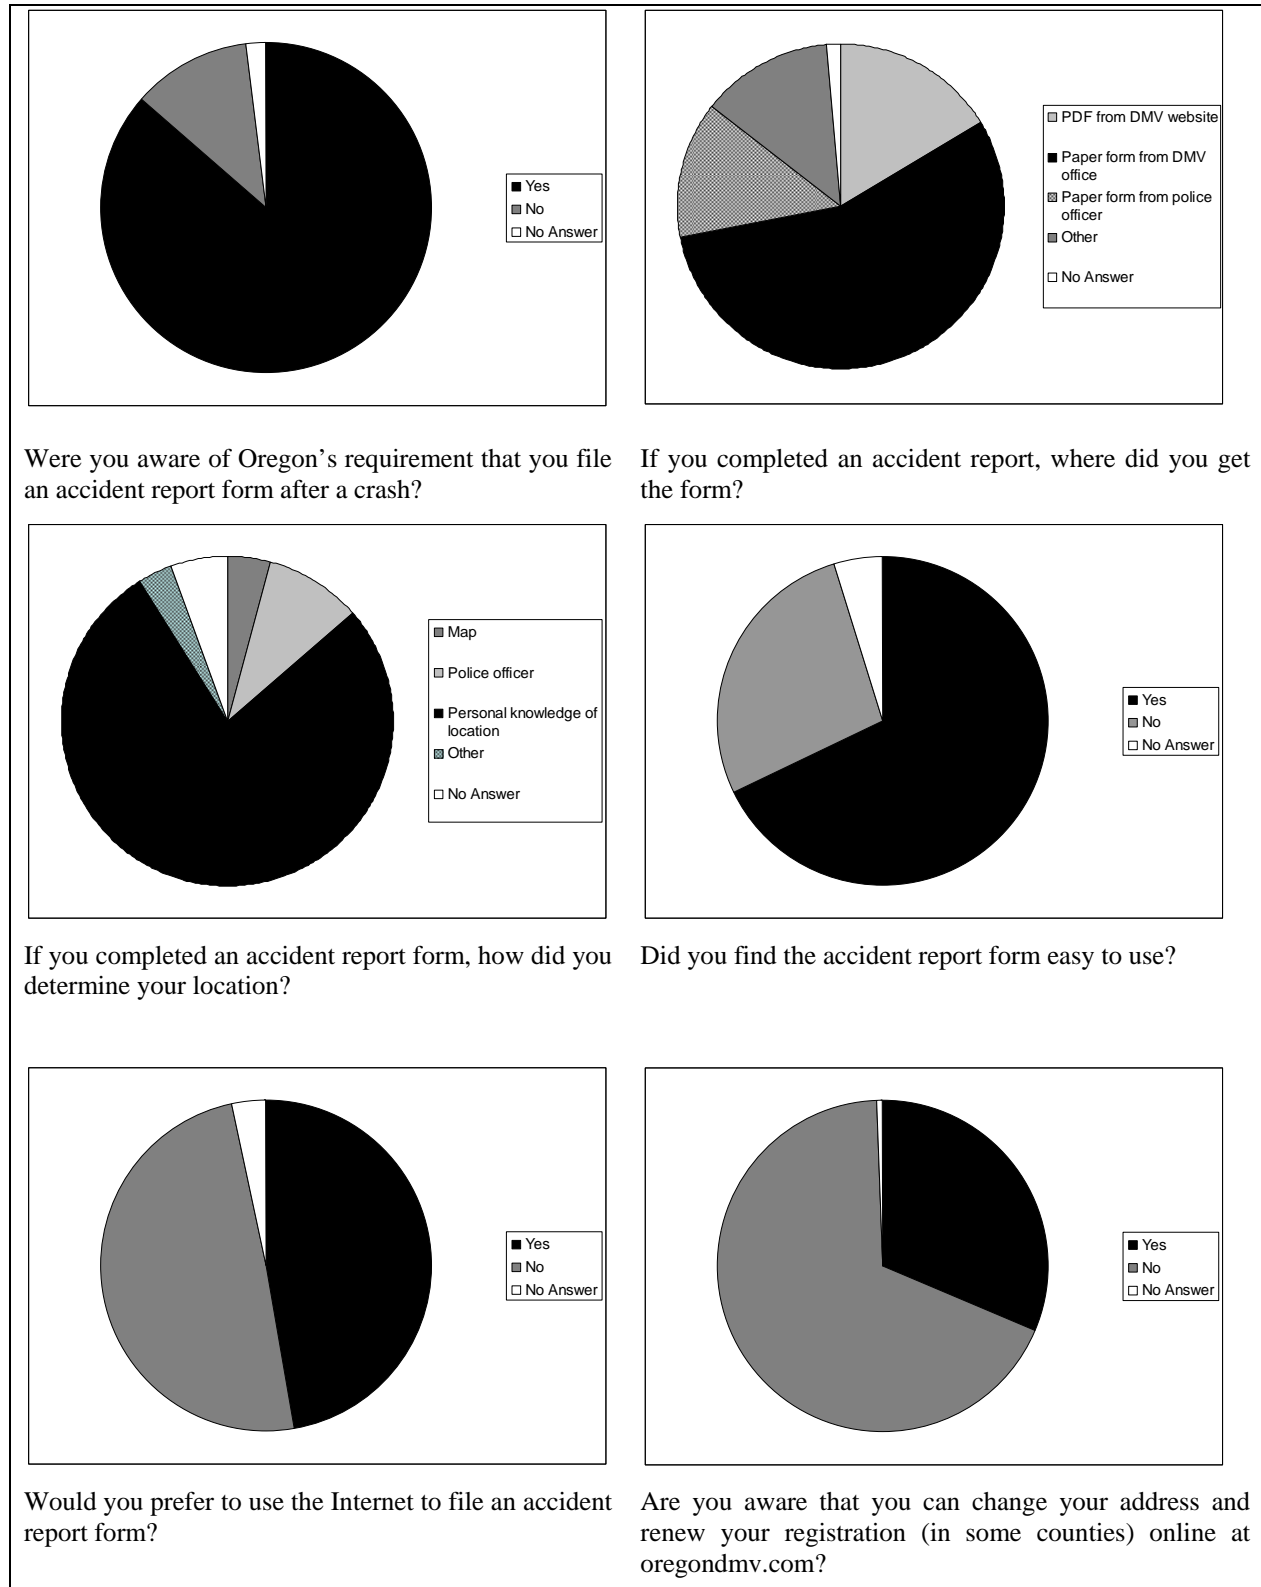 Yes
No
No Answer
PDF from DMV website
Paper form from DMV
office
Paper form from police
officer
Other
No Answer
Were you aware of Oregon’s requirement that you file
an accident report form after a crash?
If you completed an accident report, where did you get
the form?
Map
Police officer
Personal knowledge of
location
Other
No Answer
Yes
No
No Answer
If you completed an accident report form, how did you
determine your location?
Did you find the accident report form easy to use?
Yes
No
No Answer
Yes
No
No Answer
Would you prefer to use the Internet to file an accident
report form?
Are you aware that you can change your address and
renew your registration (in some counties) online at
oregondmv.com?